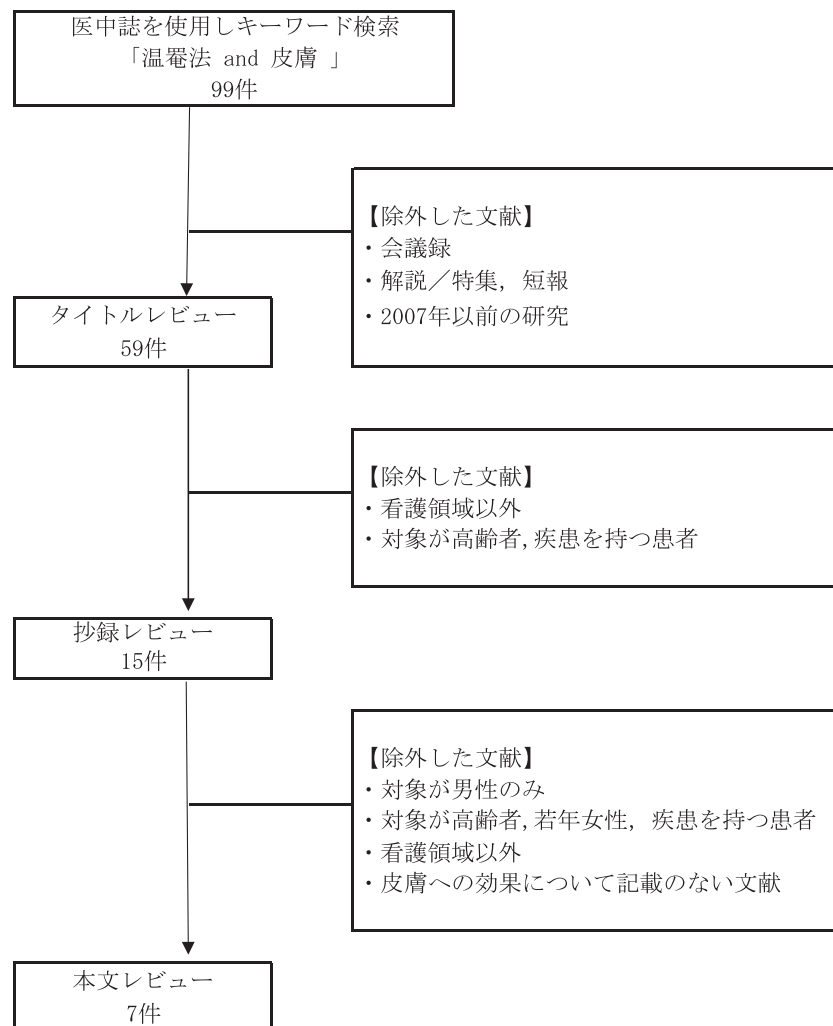 医中誌を使用しキーワード検索
「温罨法 and 皮膚 」
99件
【除外した文献】
・会議録
・解説／特集, 短報
・2007年以前の研究
タイトルレビュー
59件
【除外した文献】
・看護領域以外
・対象が高齢者,疾患を持つ患者
抄録レビュー
15件
【除外した文献】
・対象が男性のみ
・対象が高齢者,若年女性, 疾患を持つ患者
・看護領域以外
・皮膚への効果について記載のない文献
本文レビュー
7件